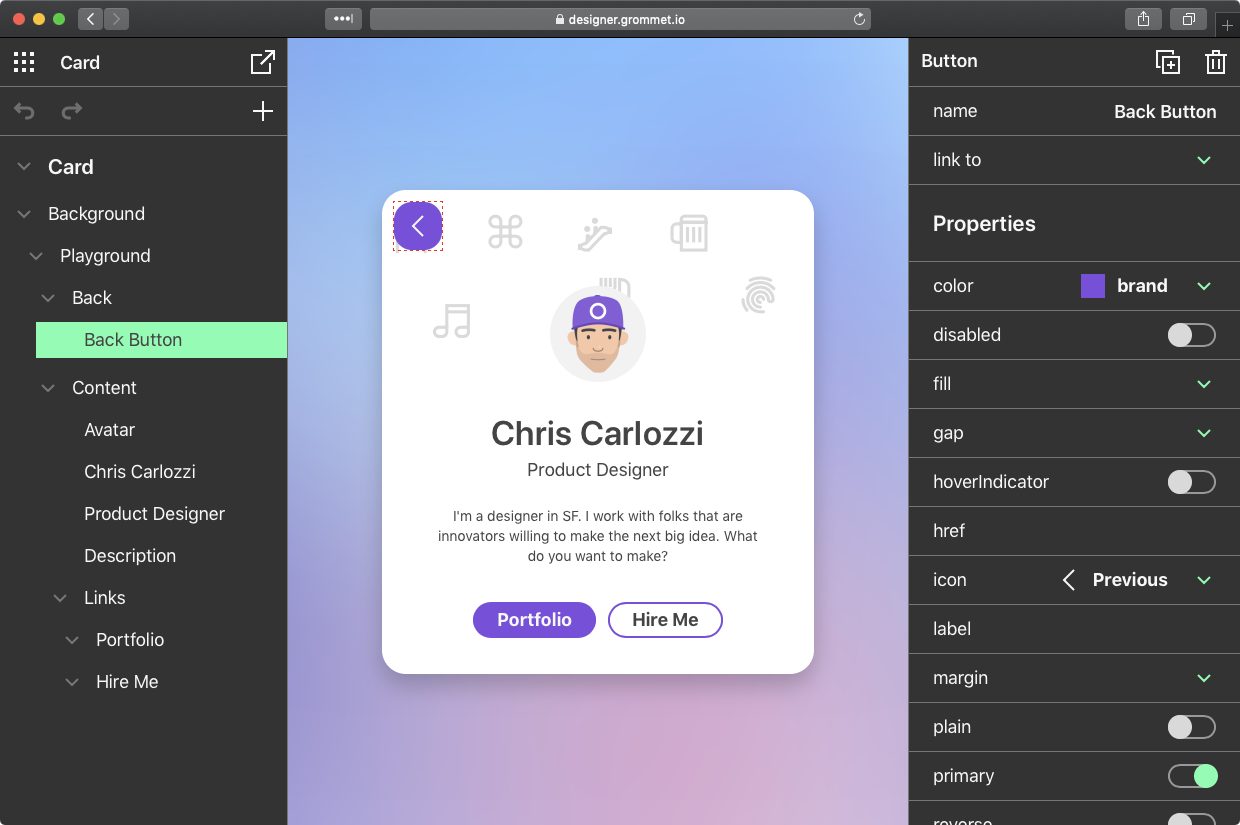 designer.grommet.io
Card
Card
Background
Playground
Back
Back Button
Content
Avatar
Chris Carlozzi
Product Designer
Description
Links
Portfolio
Hire Me
Chris Carlozzi
Product Designer
I'm a designer in SF. I work with folks that are
innovators willing to make the next big idea. What
do you want to make?
Portfolio
Hire Me
Button
name Back Button
link to
Properties
color brand
disabled
fill
gap
hoverIndicator
href
icon Previous
label
margin
plain
primary
reverse